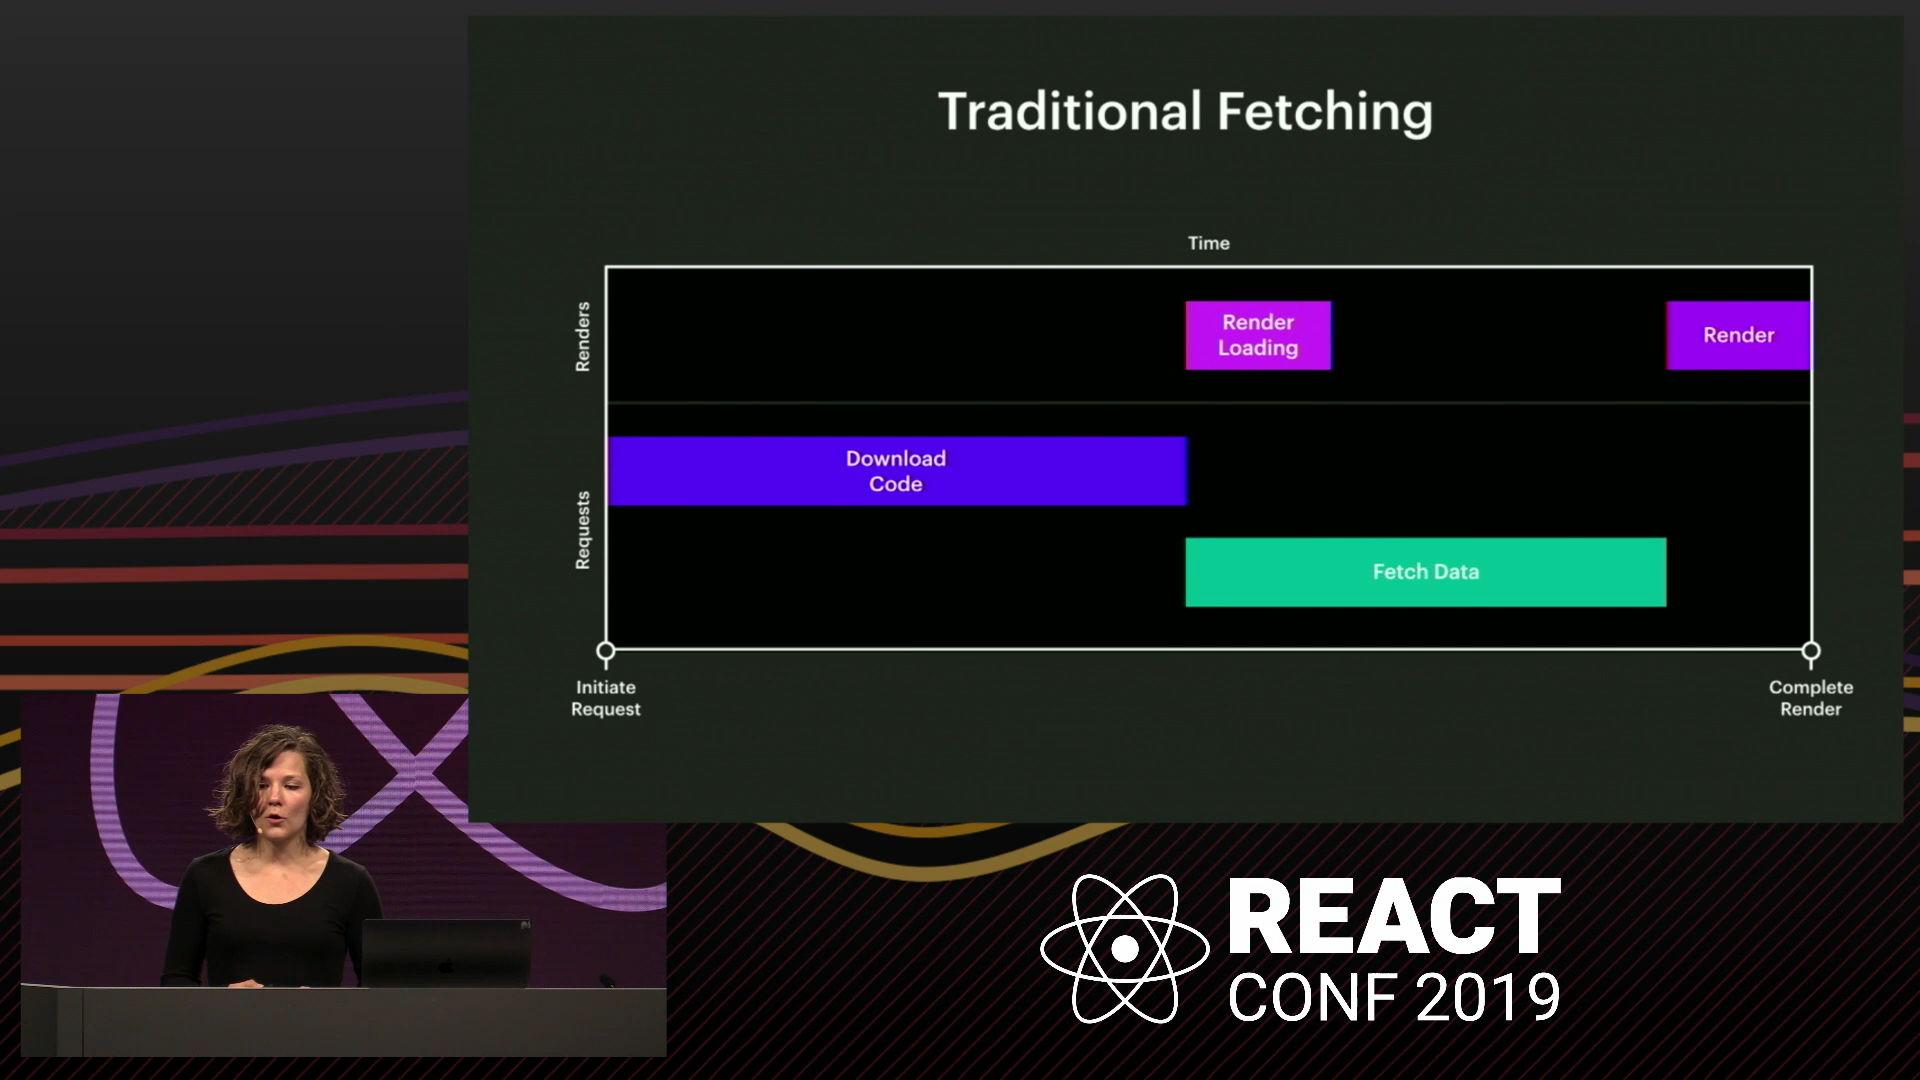 Traditional Fetching
Time
Renders
Render
Loading
Render
Requests
Download
Code
Fetch Data
Initiate
Request
Complete
Render
REACT
CONF 2019